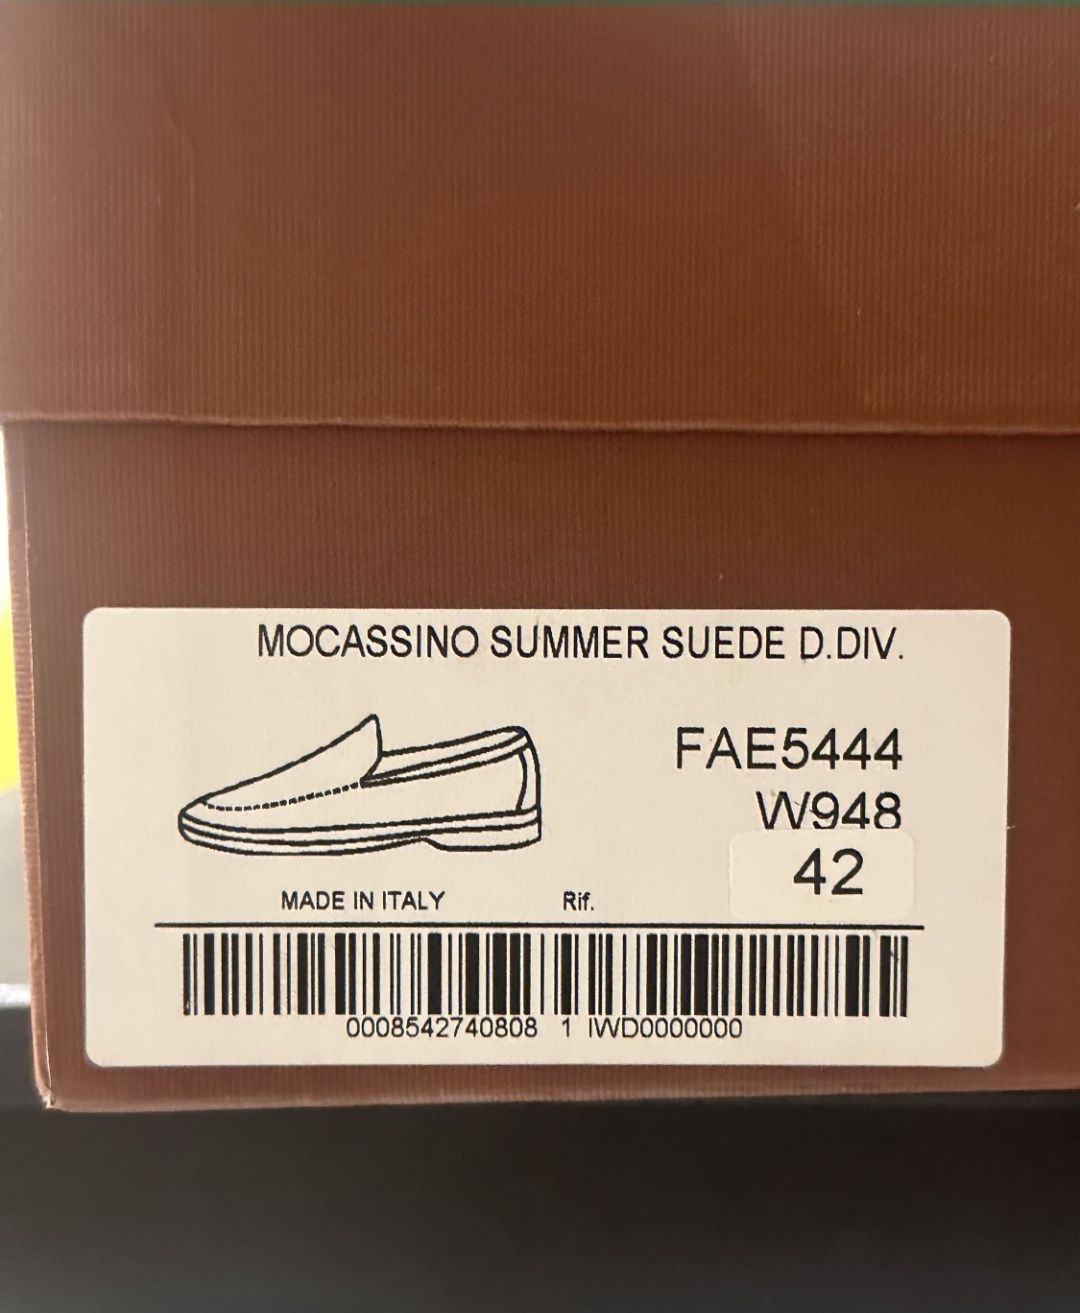 MOCASSINO SUMMER SUEDE D.DIV.
FAE5444
W948
42
MADE IN ITALY Rif.
0008542740808 1 IWD0000000